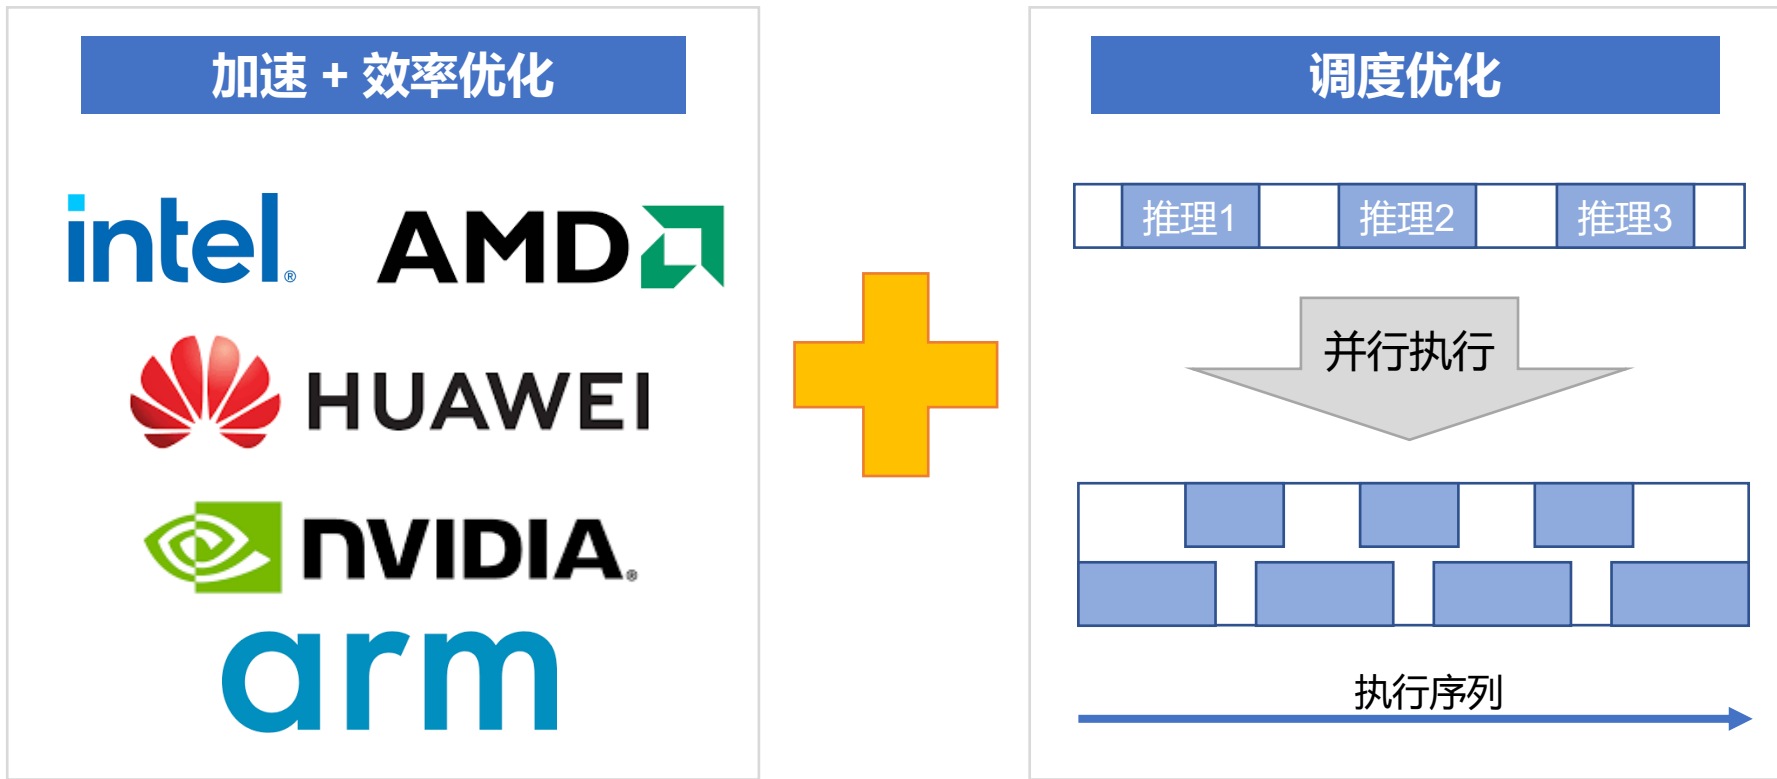 加速 + 效率优化
intel®
AMD
HUAWEI
NVIDIA®
arm
调度优化
推理1 推理2 推理3
并行执行
执行序列